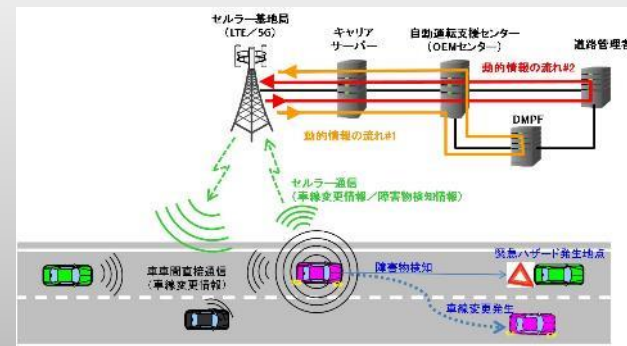 セルラー基地局
(LTE/5G)
キャリア
サーバー
自動運転支援センター
(OEMセンター)
道路管理者
動的情報の流れ#2
動的情報の流れ#1
DMPF
セルラー通信
(車線変更情報/障害物検知情報)
車車間直接通信
(車線変更情報)
障害物検知
緊急ハザード発生地点
車線変更発生